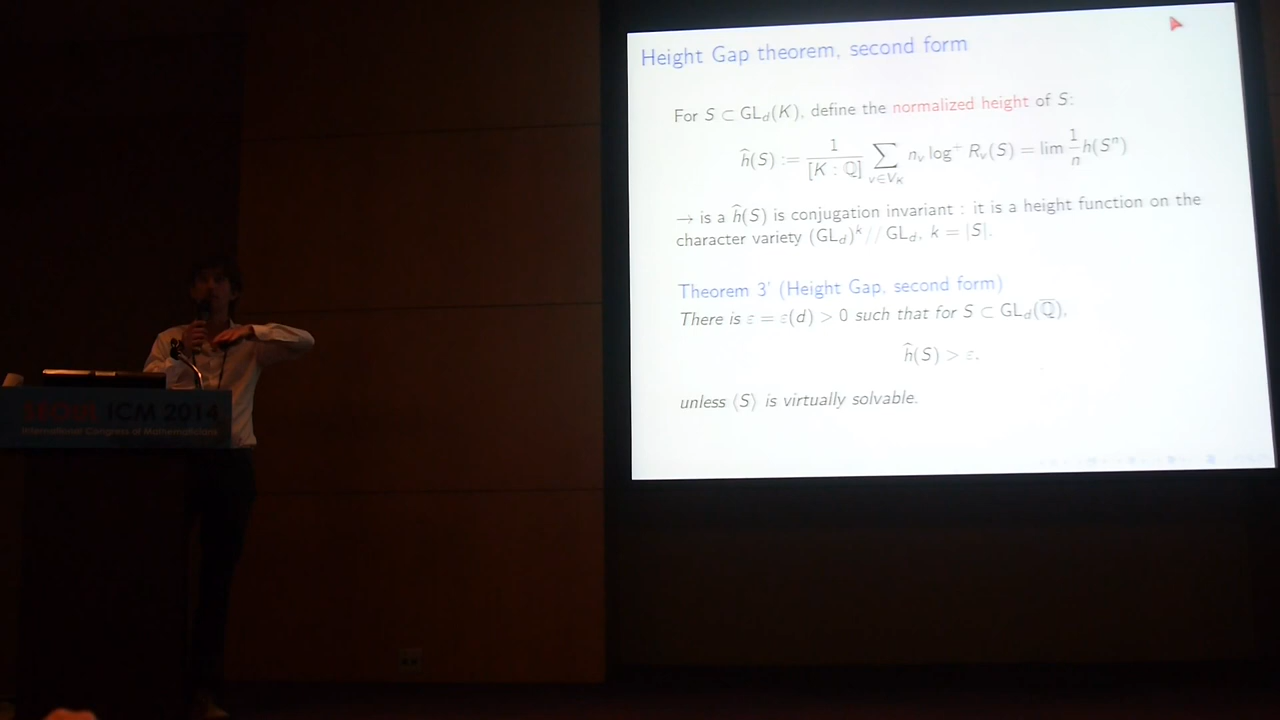 Height Gap theorem, second form
For S ⊂ GL_d(K), define the normalized height of S:
ĥ(S) := 1/[K : ℚ] ∑_{v∈V_K} n_v log⁺ R_v(S) = lim 1/n h(Sⁿ)
→ is a ĥ(S) is conjugation invariant : it is a height function on the
character variety (GL_d)^k // GL_d, k = |S|.
Theorem 3' (Height Gap, second form)
There is ε = ε(d) > 0 such that for S ⊂ GL_d(ℚ̅),
ĥ(S) > ε,
unless ⟨S⟩ is virtually solvable.
SEOUL ICM 2014
International Congress of Mathematicians